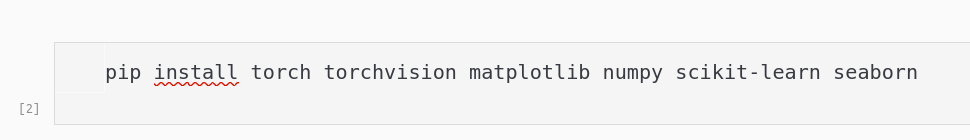 pip install torch torchvision matplotlib numpy scikit-learn seaborn
[2]